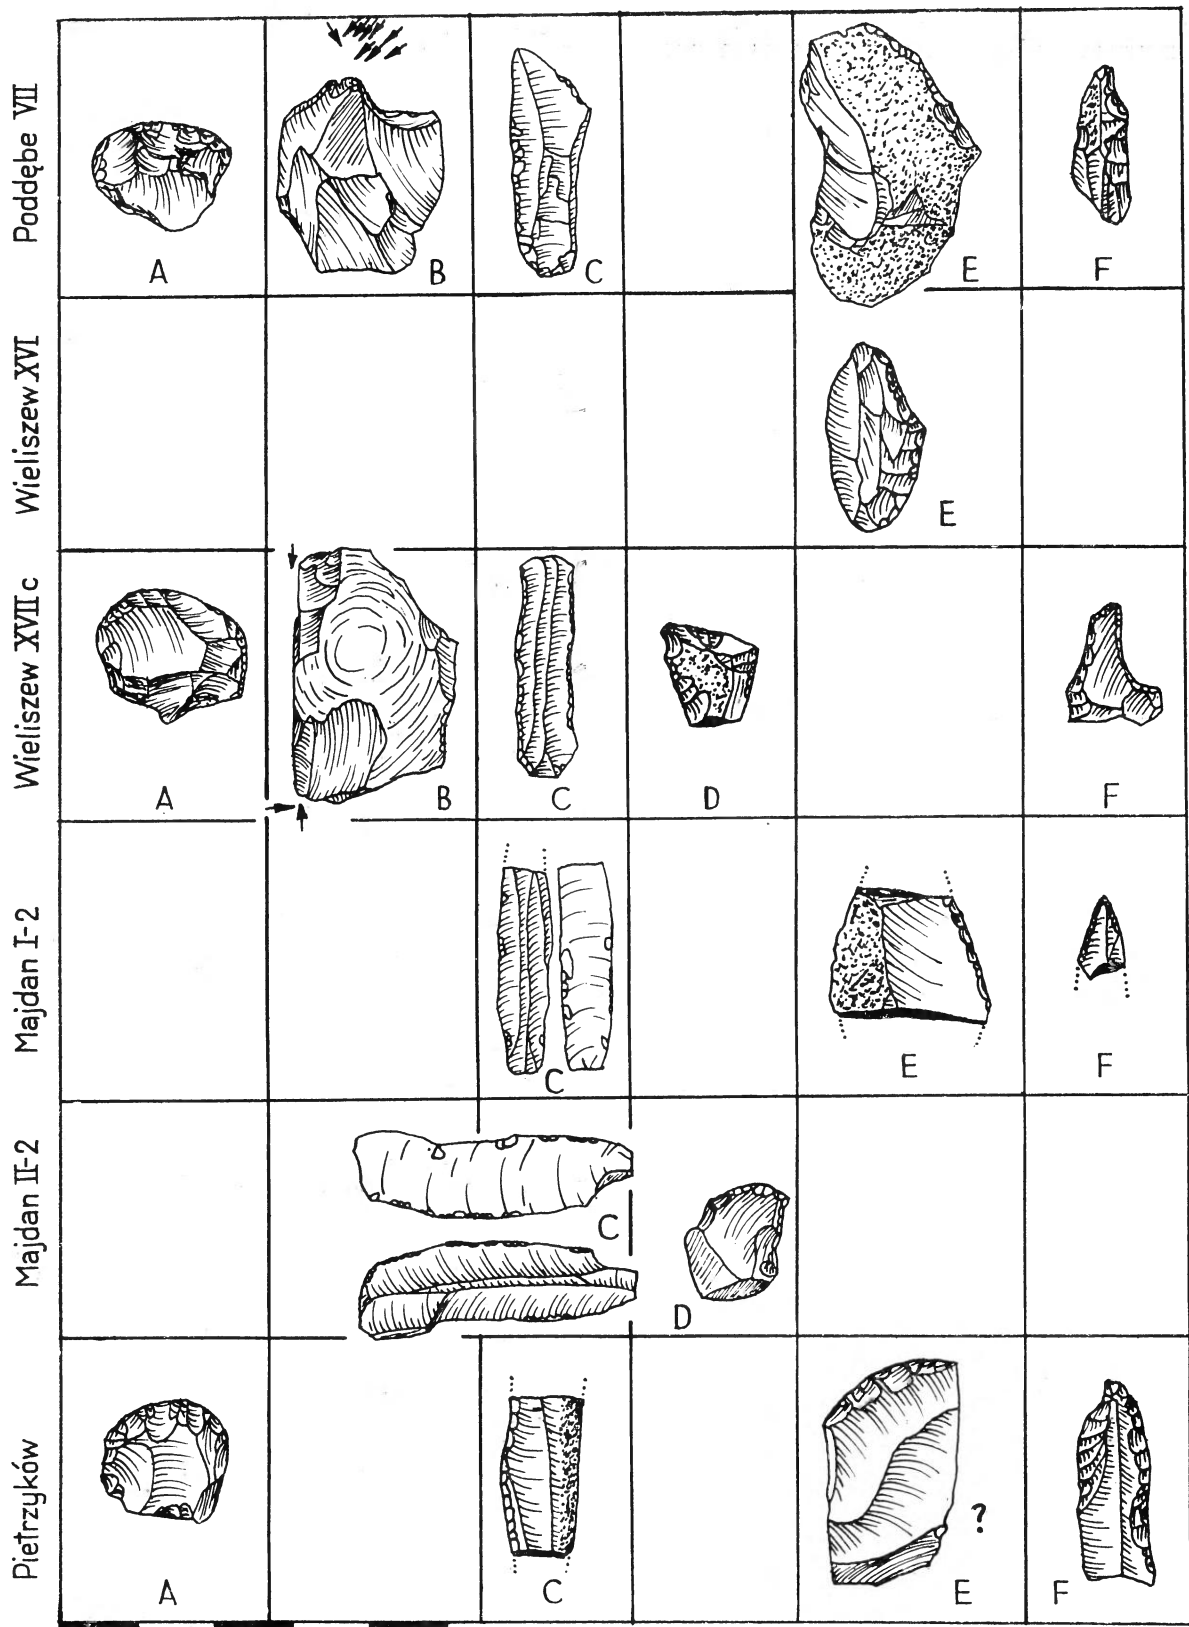 Poddębe VII
A
B
C
E
F
Wieliszew XVI
E
Wieliszew XVII c
A
B
C
D
F
Majdan I-2
C
E
F
Majdan II-2
C
D
Pietrzyków
A
C
?
E
F